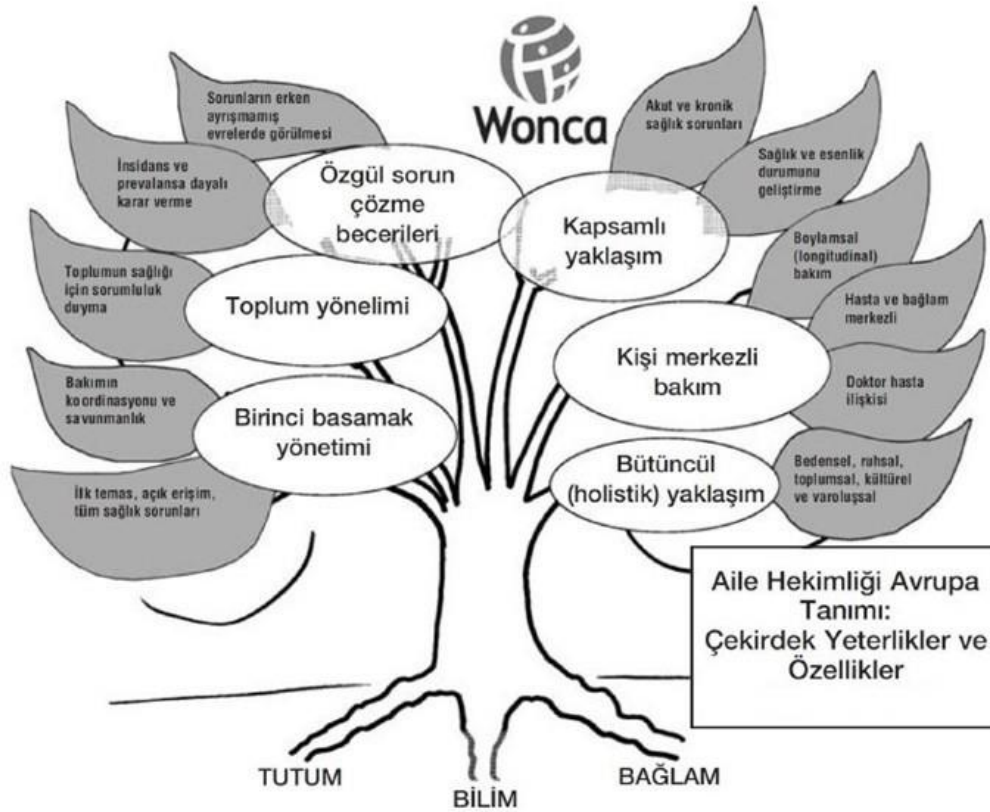 Wonca
Sorunların erken
ayrışmamış
evrelerde görülmesi
İnsidans ve
prevalansa dayalı
karar verme
Toplumun sağlığı
için sorumluluk
duyma
Bakımın
koordinasyonu ve
savunmanlık
İlk temas, açık erişim,
tüm sağlık sorunları
Özgül sorun
çözme
becerileri
Toplum yönelimi
Birinci basamak
yönetimi
Kapsamlı
yaklaşım
Kişi merkezli
bakım
Bütüncül
(holistik) yaklaşım
Akut ve kronik
sağlık sorunları
Sağlık ve esenlik
durumunu
geliştirme
Boylamsal
(longitudinal)
bakım
Hasta ve bağlam
merkezli
Doktor hasta
ilişkisi
Bedensel, ruhsal,
toplumsal, kültürel
ve varoluşsal
Aile Hekimliği Avrupa
Tanımı:
Çekirdek Yeterlikler ve
Özellikler
TUTUM
BİLİM
BAĞLAM